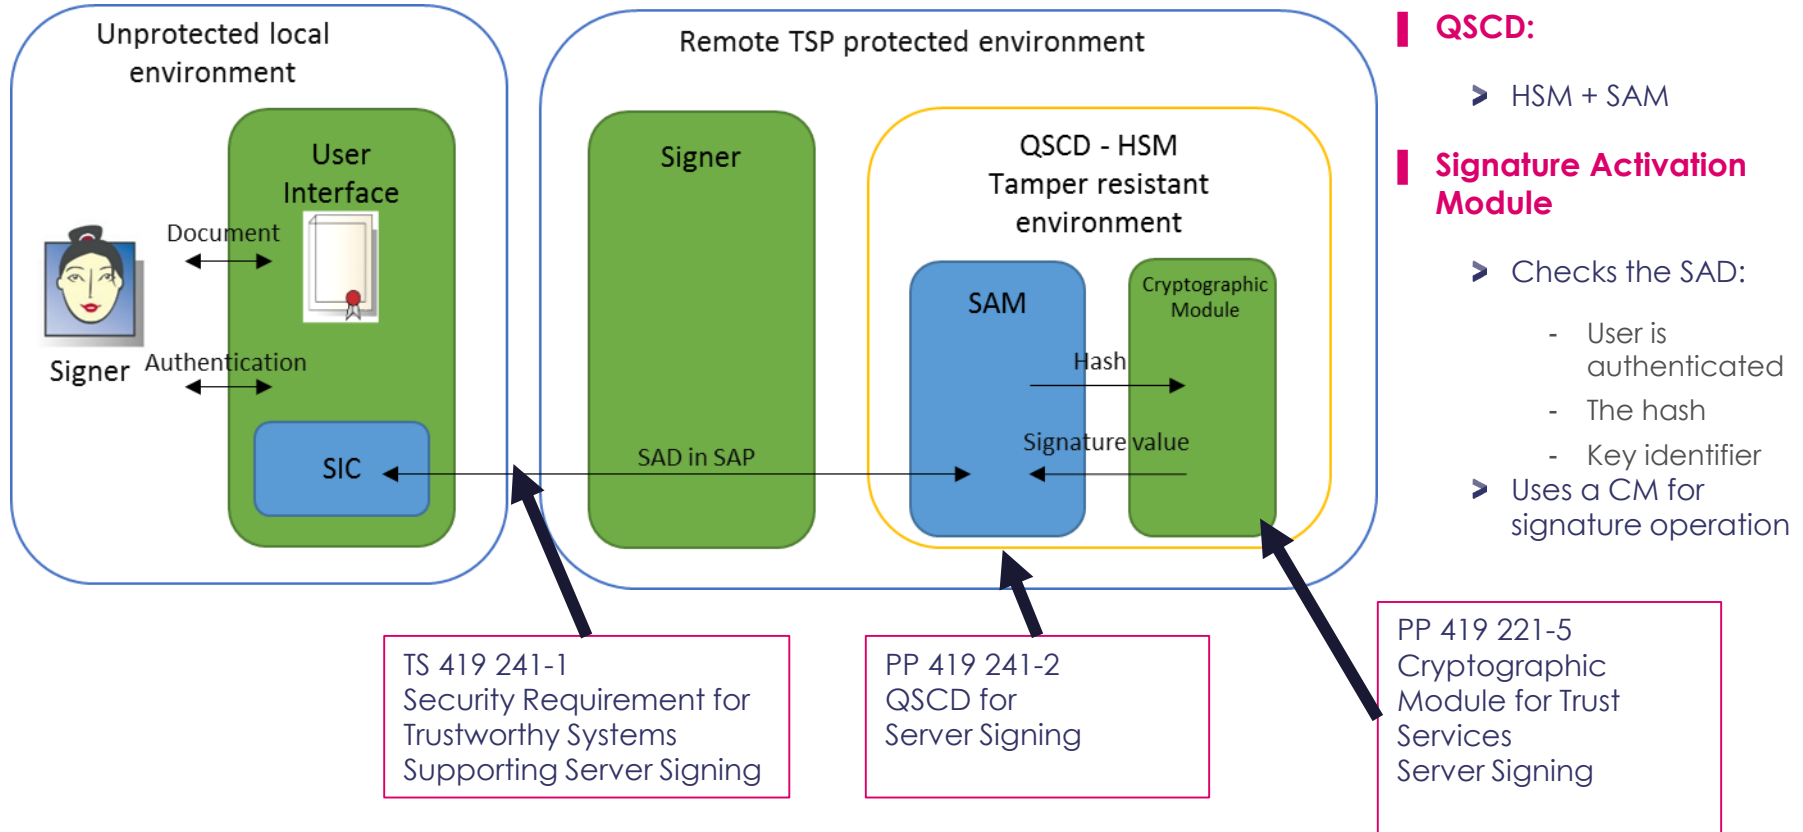 Unprotected local
environment
User
Interface
Document
Signer
Authentication
SIC
Remote TSP protected environment
Signer
SAD in SAP
QSCD - HSM
Tamper resistant
environment
SAM
Cryptographic
Module
Hash
Signature value
QSCD:
HSM + SAM
Signature Activation
Module
Checks the SAD:
- User is
authenticated
- The hash
- Key identifier
Uses a CM for
signature operation
TS 419 241-1
Security Requirement for
Trustworthy Systems
Supporting Server Signing
PP 419 241-2
QSCD for
Server Signing
PP 419 221-5
Cryptographic
Module for Trust
Services
Server Signing